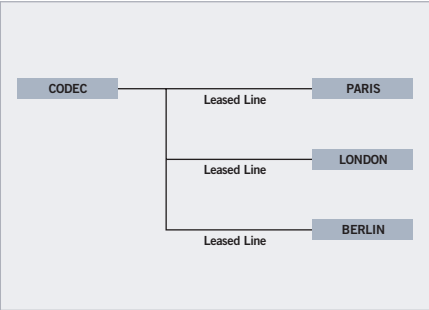 CODEC
PARIS
Leased Line
LONDON
Leased Line
BERLIN
Leased Line